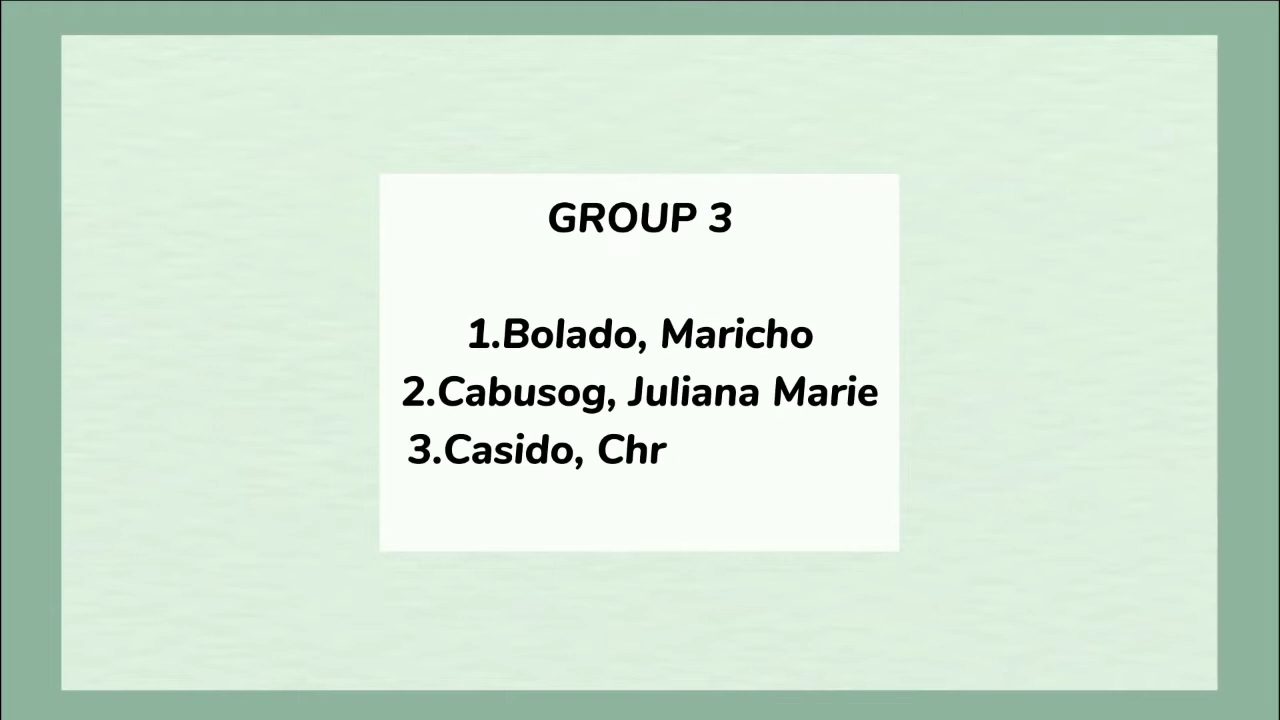 GROUP 3
1.Bolado, Maricho
2.Cabusog, Juliana Marie
3.Casido, Chr